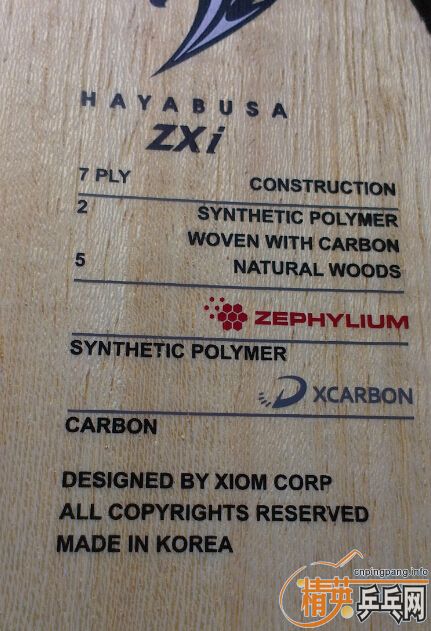 HAYABUSA
ZXi
7 PLY CONSTRUCTION
2 SYNTHETIC POLYMER
WOVEN WITH CARBON
5 NATURAL WOODS
ZEPHYLIUM
SYNTHETIC POLYMER
XCARBON
CARBON
DESIGNED BY XIOM CORP
ALL COPYRIGHTS RESERVED
MADE IN KOREA
cnpingpang.info
精英乒乓网